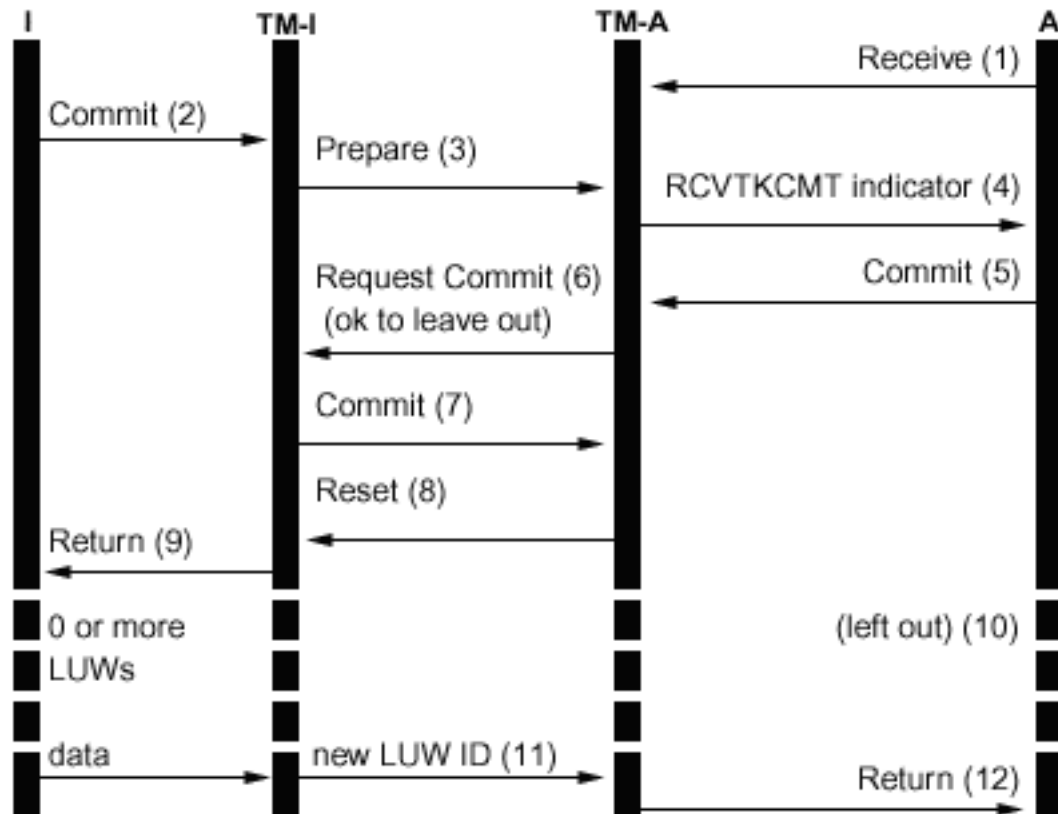 I
TM-I
TM-A
A
Receive (1)
Commit (2)
Prepare (3)
RCVTKCMT indicator (4)
Commit (5)
Request Commit (6)
(ok to leave out)
Commit (7)
Reset (8)
Return (9)
0 or more
LUWs
(left out) (10)
data
new LUW ID (11)
Return (12)